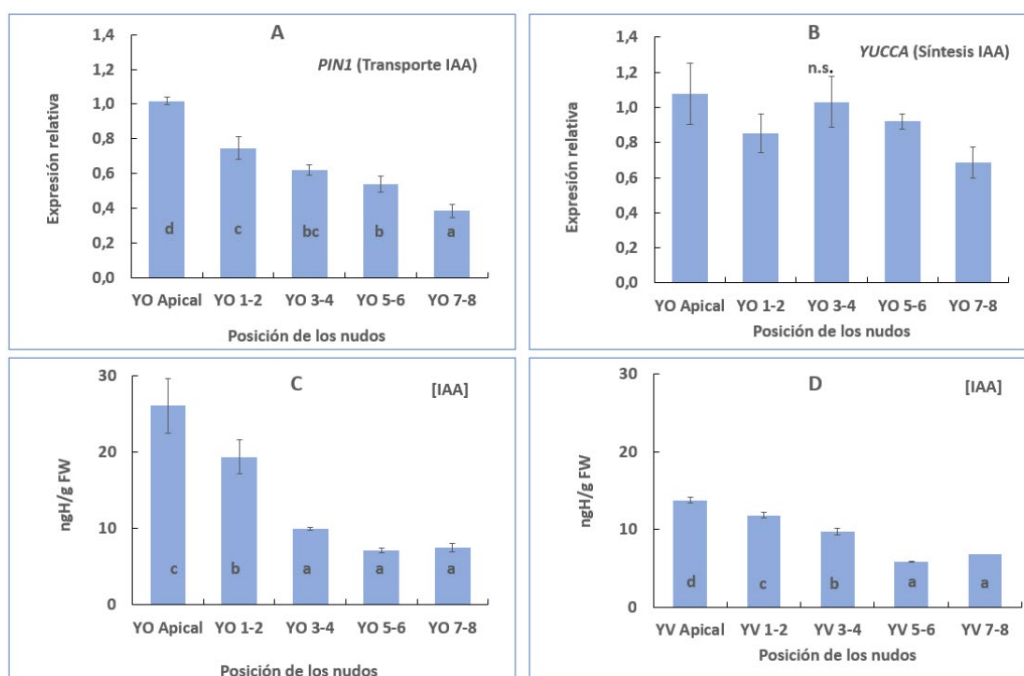 A
PIN1 (Transporte IAA)
Expresión relativa
1,4
1,2
1,0
0,8
0,6
0,4
0,2
0,0
d
c
bc
b
a
YO Apical YO 1-2 YO 3-4 YO 5-6 YO 7-8
Posición de los nudos
B
YUCCA (Síntesis IAA)
n.s.
Expresión relativa
1,4
1,2
1,0
0,8
0,6
0,4
0,2
0,0
YO Apical YO 1-2 YO 3-4 YO 5-6 YO 7-8
Posición de los nudos
C
[IAA]
ngH/g FW
30
20
10
0
c
b
a
a
a
YO Apical YO 1-2 YO 3-4 YO 5-6 YO 7-8
Posición de los nudos
D
[IAA]
ngH/g FW
30
20
10
0
d
c
b
a
a
YV Apical YV 1-2 YV 3-4 YV 5-6 YV 7-8
Posición de los nudos